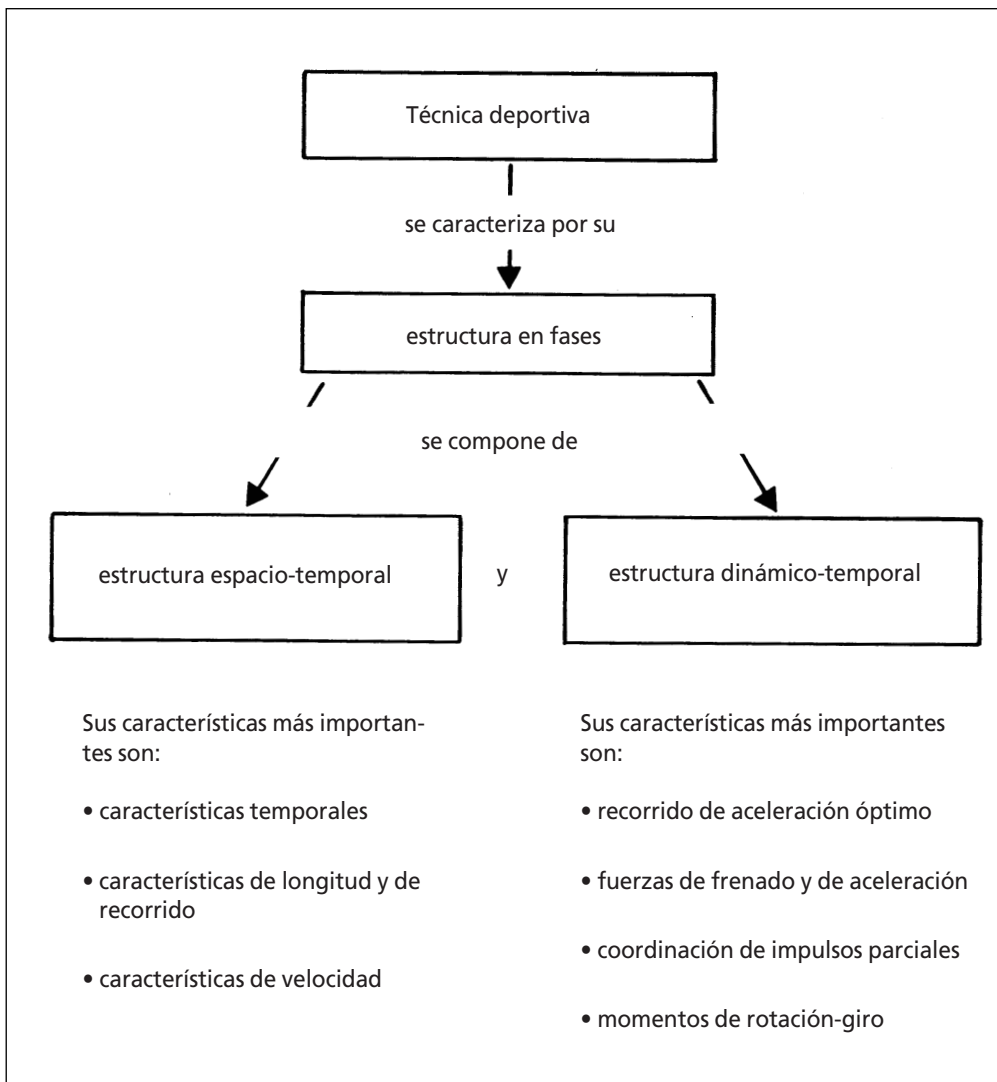 Técnica deportiva
se caracteriza por su
estructura en fases
se compone de
estructura espacio-temporal
y
estructura dinámico-temporal
Sus características más importan-
tes son:
• características temporales
• características de longitud y de
recorrido
• características de velocidad
Sus características más importantes
son:
• recorrido de aceleración óptimo
• fuerzas de frenado y de aceleración
• coordinación de impulsos parciales
• momentos de rotación-giro